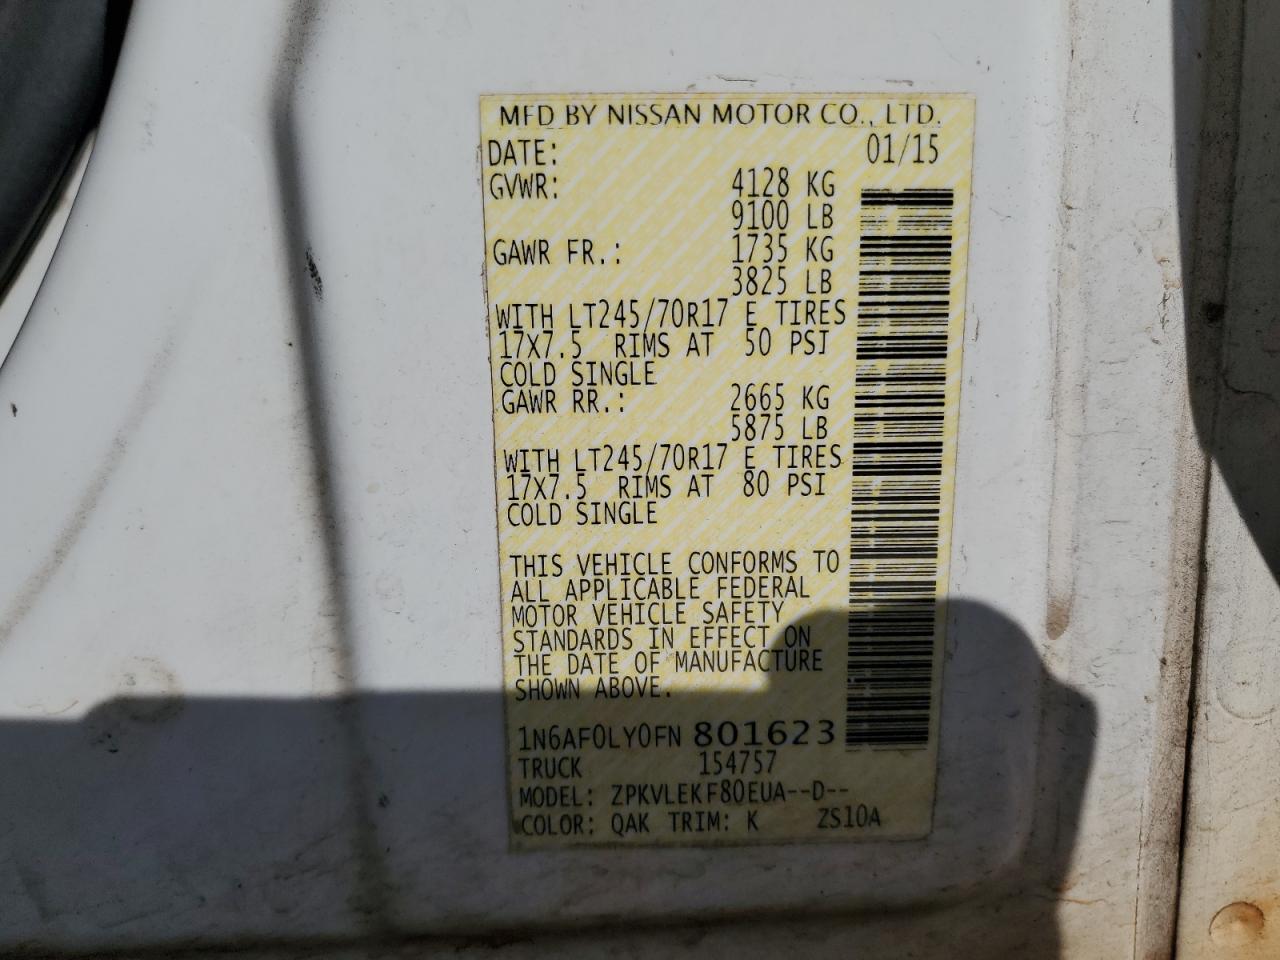 MFD BY NISSAN MOTOR CO., LTD.
DATE: 01/15
GVWR: 4128 KG
9100 LB
GAWR FR.: 1735 KG
3825 LB
WITH LT245/70R17 E TIRES
17X7.5 RIMS AT 50 PSI
COLD SINGLE
GAWR RR.: 2665 KG
5875 LB
WITH LT245/70R17 E TIRES
17X7.5 RIMS AT 80 PSI
COLD SINGLE
THIS VEHICLE CONFORMS TO
ALL APPLICABLE FEDERAL
MOTOR VEHICLE SAFETY
STANDARDS IN EFFECT ON
THE DATE OF MANUFACTURE
SHOWN ABOVE.
1N6AF0LY0FN 801623
TRUCK 154757
MODEL: ZPKVLEKF80EUA--D--
COLOR: QAK TRIM: K ZS10A